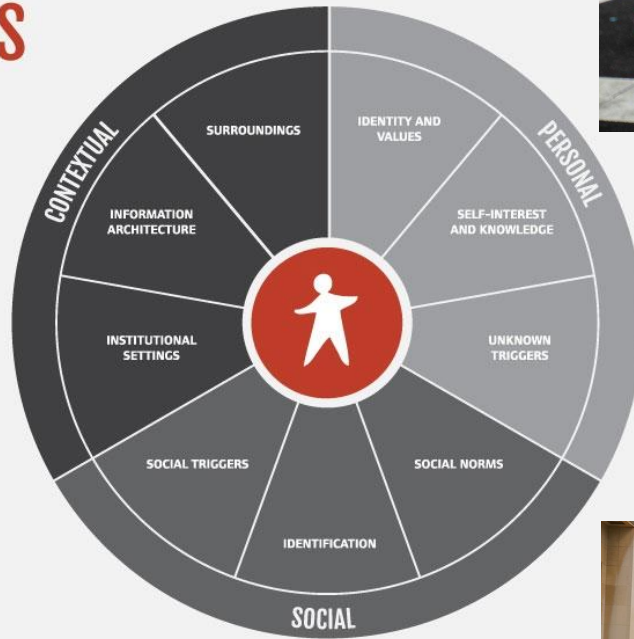 CONTEXTUAL
PERSONAL
SURROUNDINGS
IDENTITY AND
VALUES
INFORMATION
ARCHITECTURE
SELF-INTEREST
AND KNOWLEDGE
INSTITUTIONAL
SETTINGS
UNKNOWN
TRIGGERS
SOCIAL TRIGGERS
SOCIAL NORMS
IDENTIFICATION
SOCIAL